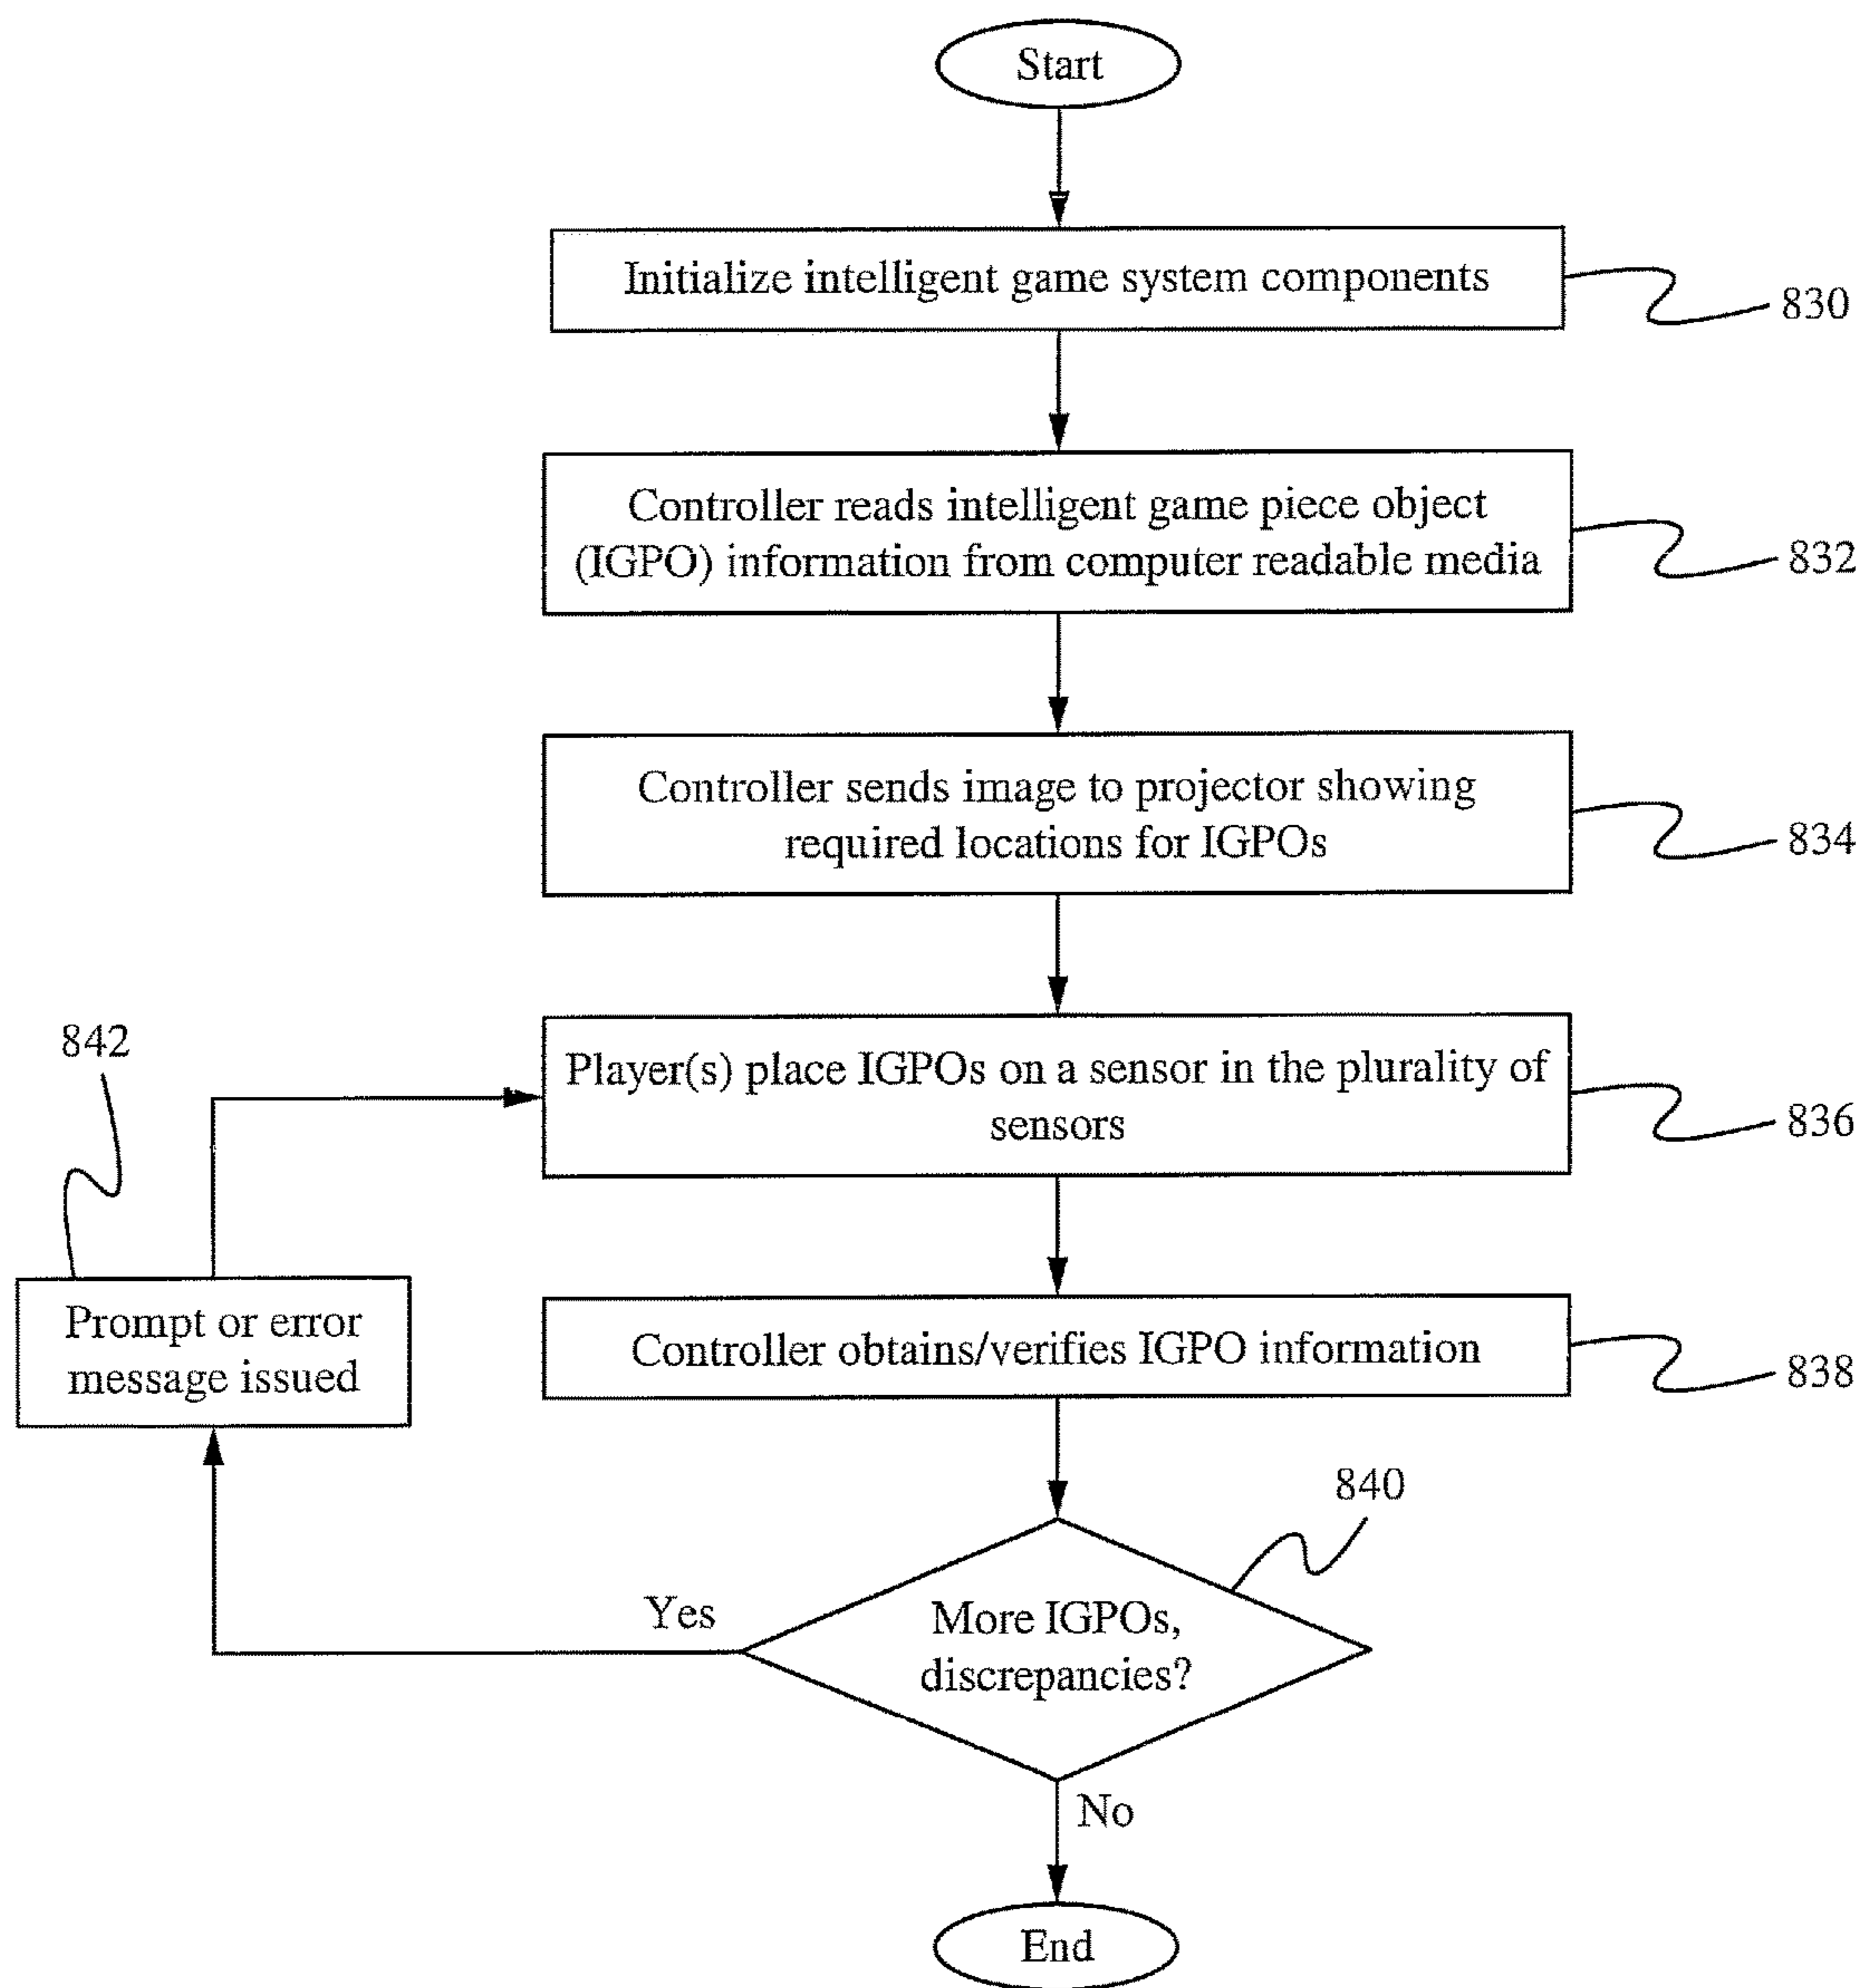 Start
Initialize intelligent game system components
830
Controller reads intelligent game piece object
(IGPO) information from computer readable media
832
Controller sends image to projector showing
required locations for IGPOs
834
842
Player(s) place IGPOs on a sensor in the plurality of
sensors
836
Prompt or error
message issued
Controller obtains/verifies IGPO information
838
840
Yes
More IGPOs,
discrepancies?
No
End